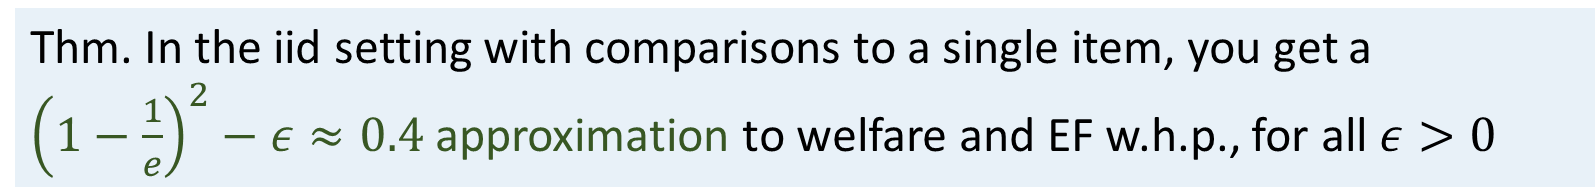 Thm. In the iid setting with comparisons to a single item, you get a
(1 − 1/e)² − ϵ ≈ 0.4 approximation to welfare and EF w.h.p., for all ϵ > 0